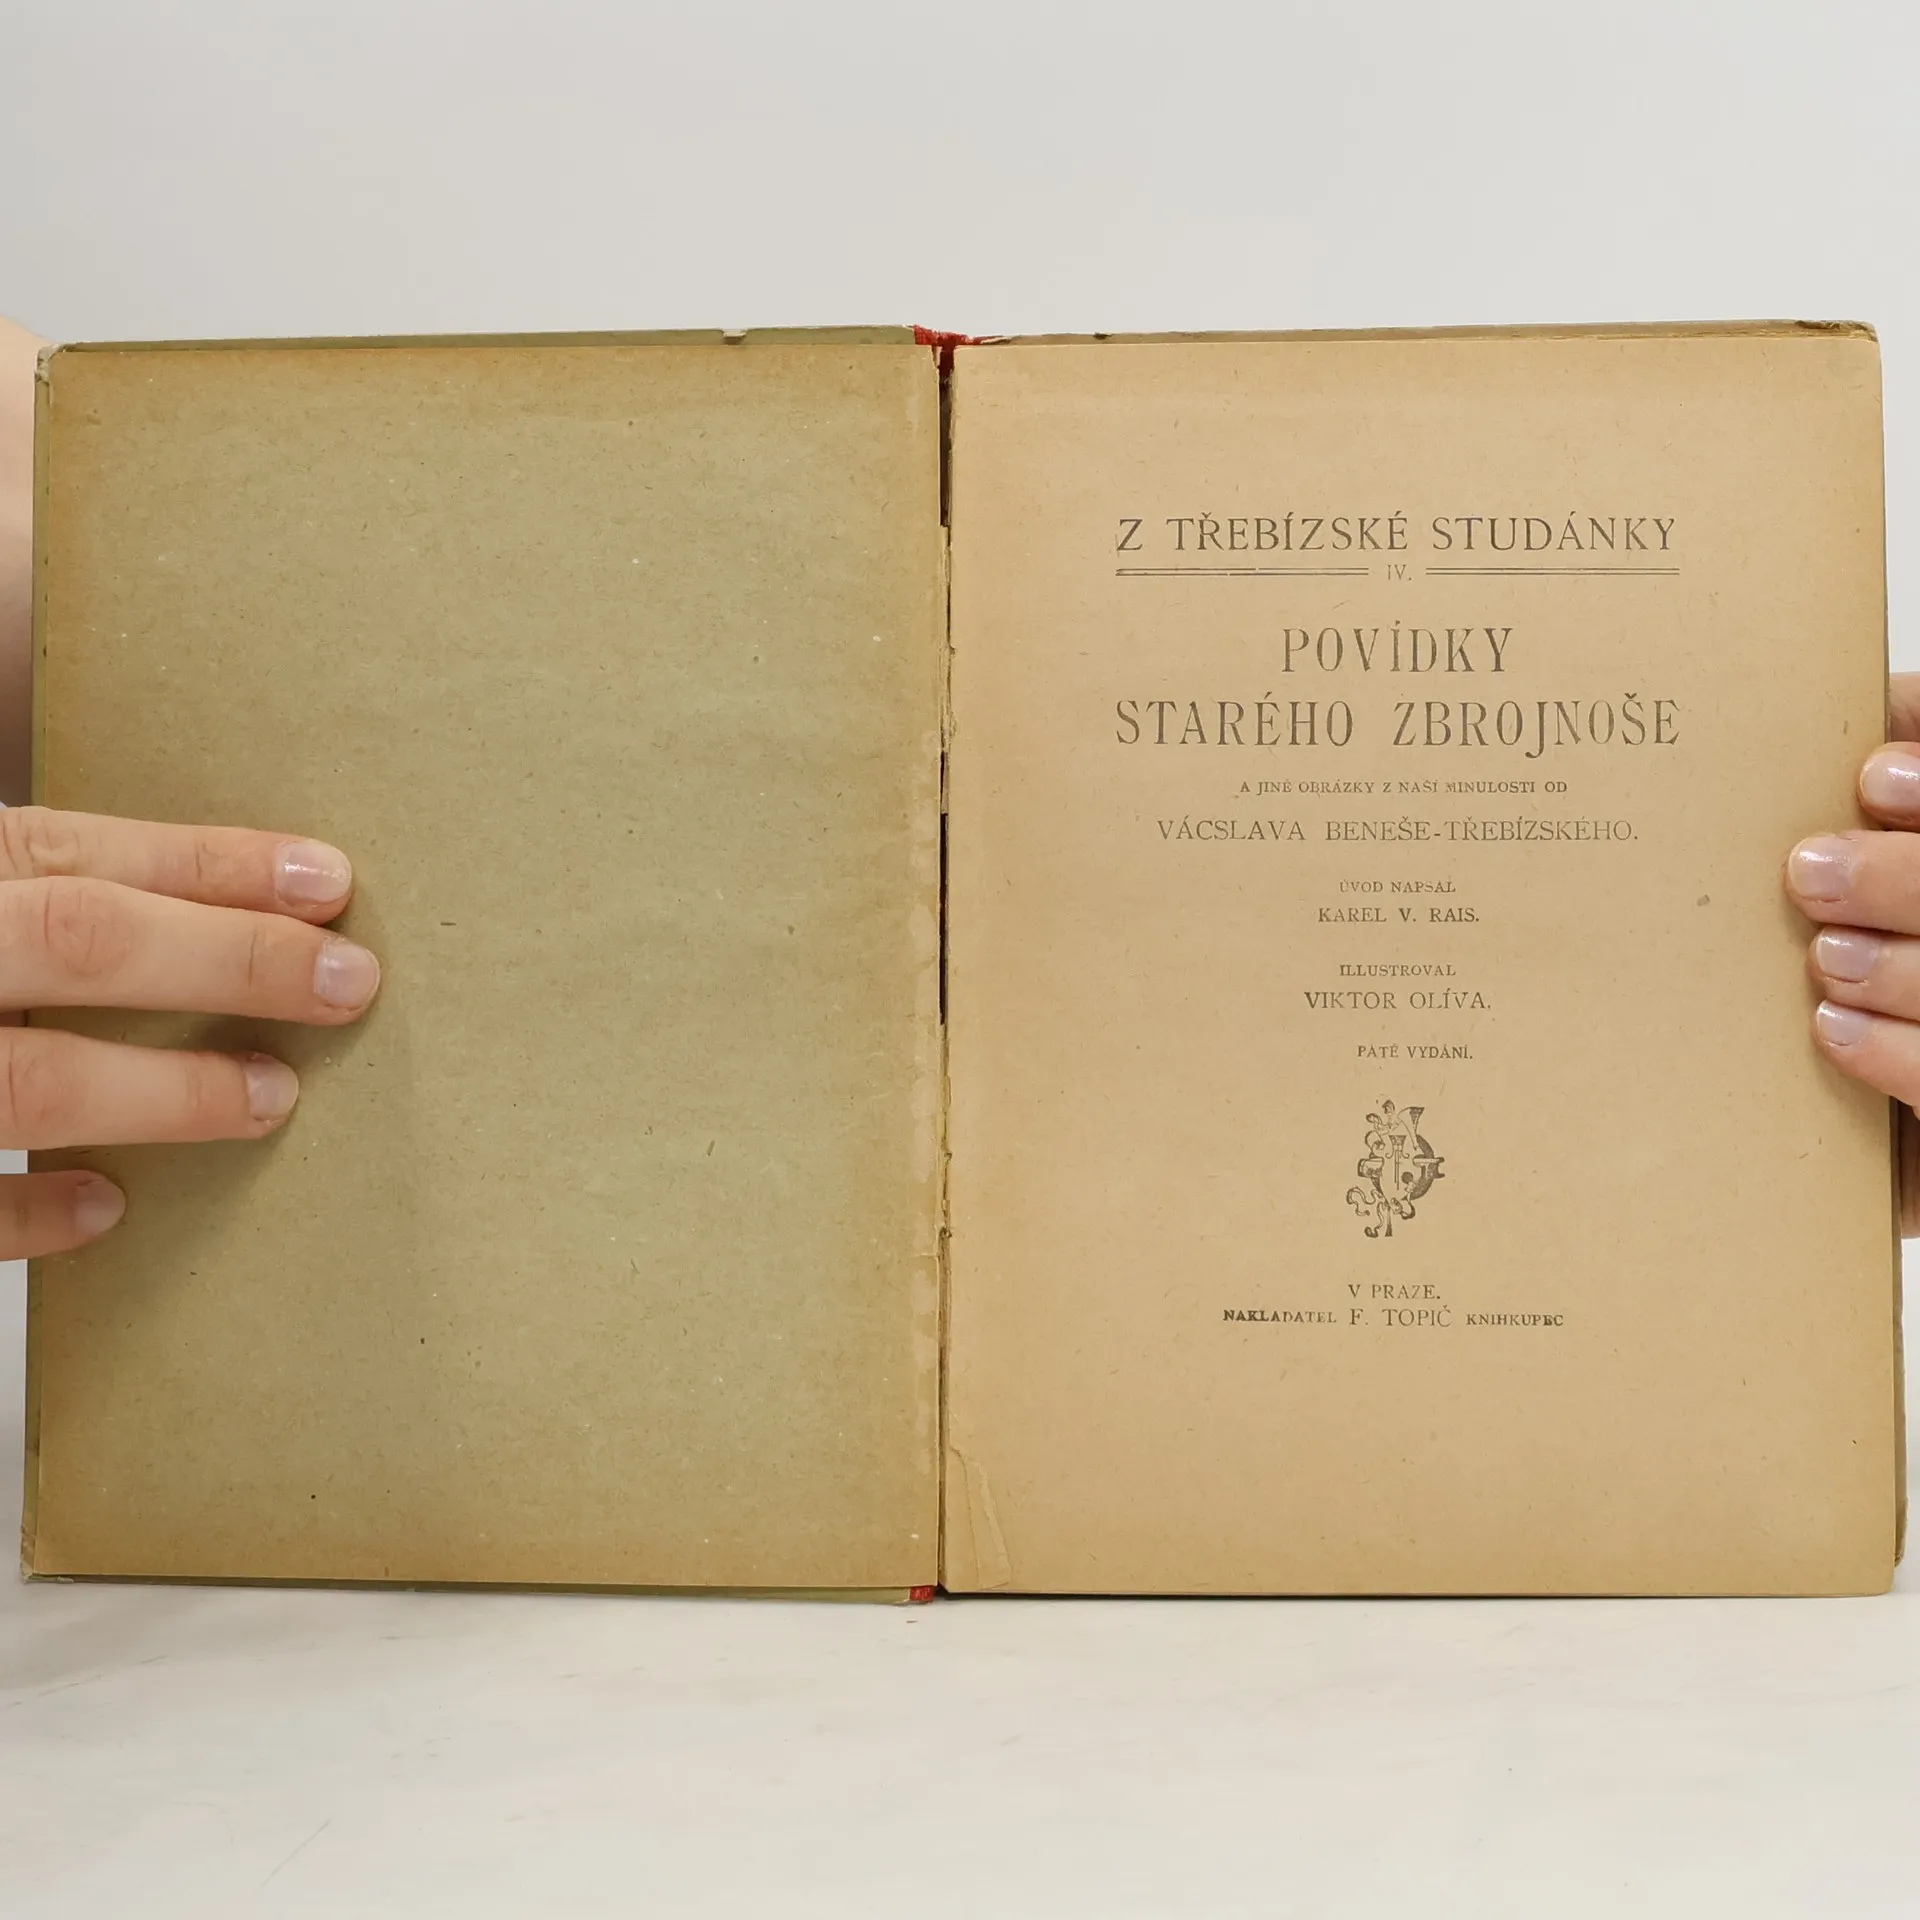 Z TŘEBÍZSKÉ STUDÁNKY
IV.
POVÍDKY
STARÉHO ZBROJNOŠE
A JINÉ OBRÁZKY Z NAŠÍ MINULOSTI OD
VÁCSLAVA BENEŠE-TŘEBÍZSKÉHO.
ÚVOD NAPSAL
KAREL V. RAIS.
ILLUSTROVAL
VIKTOR OLÍVA.
PÁTÉ VYDÁNÍ.
V PRAZE.
NAKLADATEL F. TOPIČ KNIHKUPEC